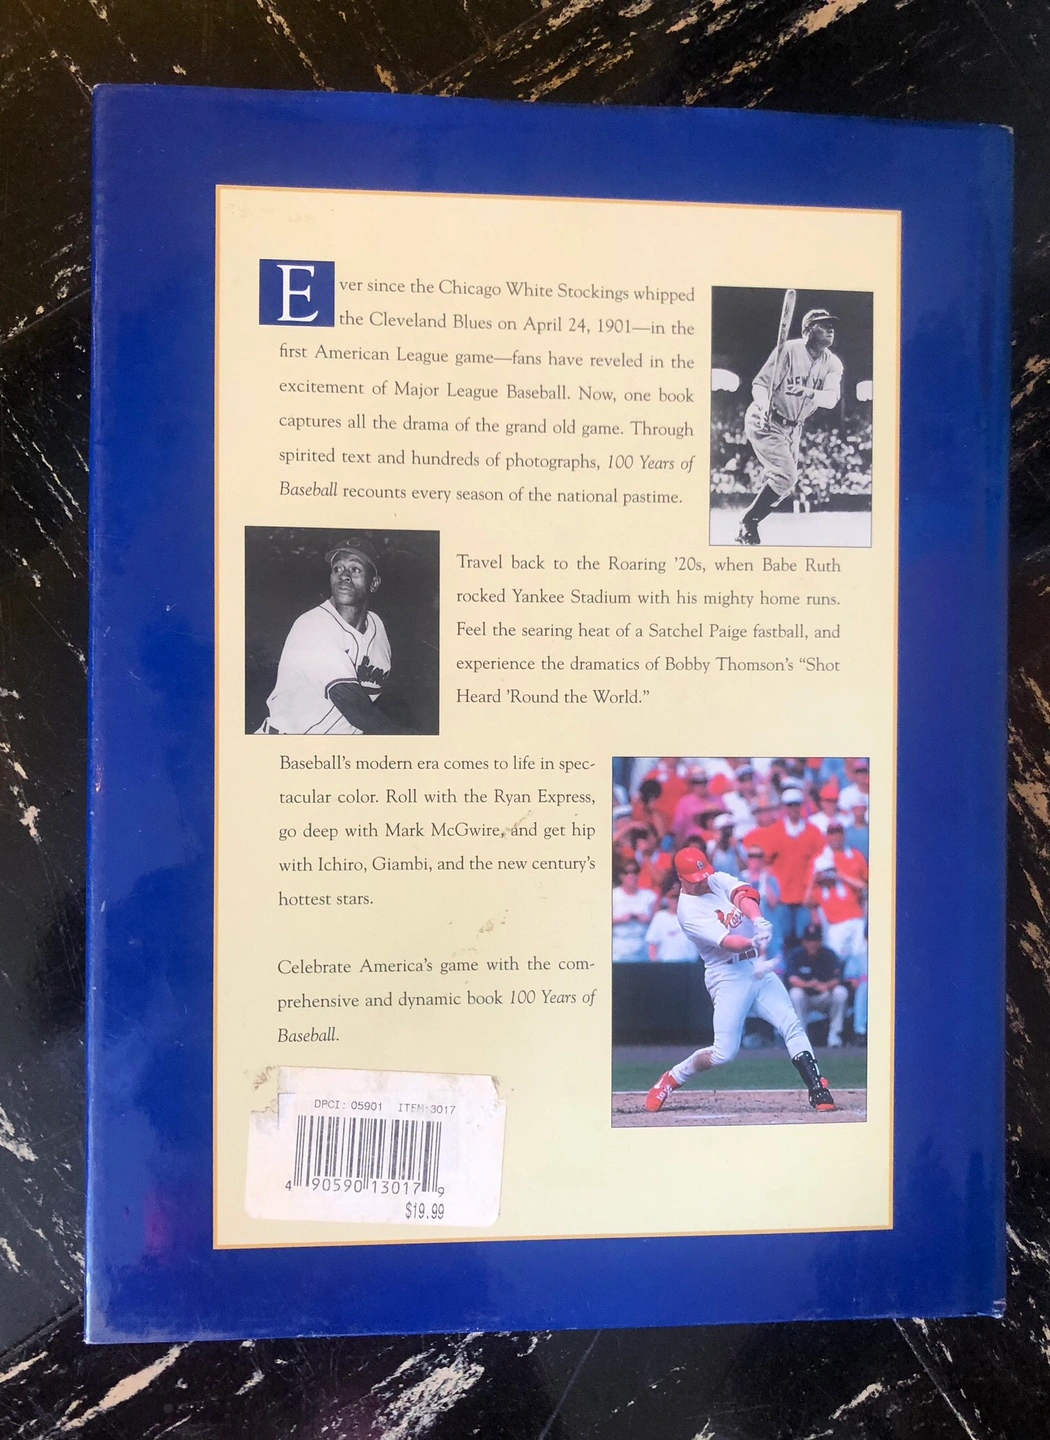 Ever since the Chicago White Stockings whipped
the Cleveland Blues on April 24, 1901—in the
first American League game—fans have reveled in the
excitement of Major League Baseball. Now, one book
captures all the drama of the grand old game. Through
spirited text and hundreds of photographs, 100 Years of
Baseball recounts every season of the national pastime.
NEW YO
Travel back to the Roaring '20s, when Babe Ruth
rocked Yankee Stadium with his mighty home runs.
Feel the searing heat of a Satchel Paige fastball, and
experience the dramatics of Bobby Thomson's “Shot
Heard 'Round the World.”
Baseball's modern era comes to life in spec-
tacular color. Roll with the Ryan Express,
go deep with Mark McGwire, and get hip
with Ichiro, Giambi, and the new century's
hottest stars.
Celebrate America's game with the com-
prehensive and dynamic book 100 Years of
Baseball.
DPCI: 05901 ITEM:3017
4 90590 13017 9
$19.99